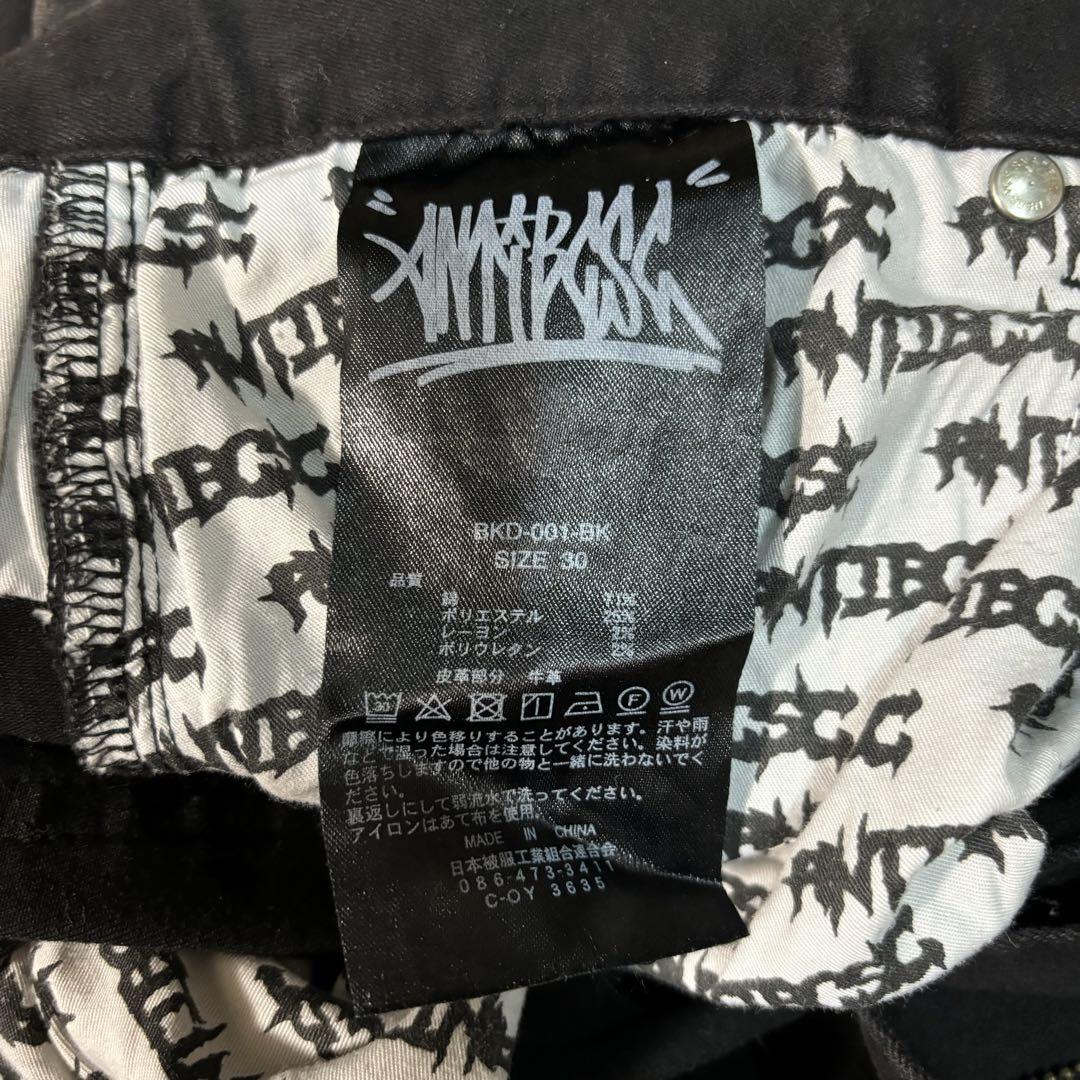 ANTIBCSC
BKD-001-BK
SIZE 30
品質
綿
ポリエステル
レーヨン
ポリウレタン
皮革部分 牛革
30 F W
摩擦により色移りすることがあります。汗や雨
などで湿った場合は注意してください。染料が
色落ちしますので他の物と一緒に洗わないでく
ださい。
裏返しにして弱流水で洗ってください。
アイロンはあて布を使用。
MADE IN CHINA
日本被服工業組合連合会
086-473-3411
C-OY 3635